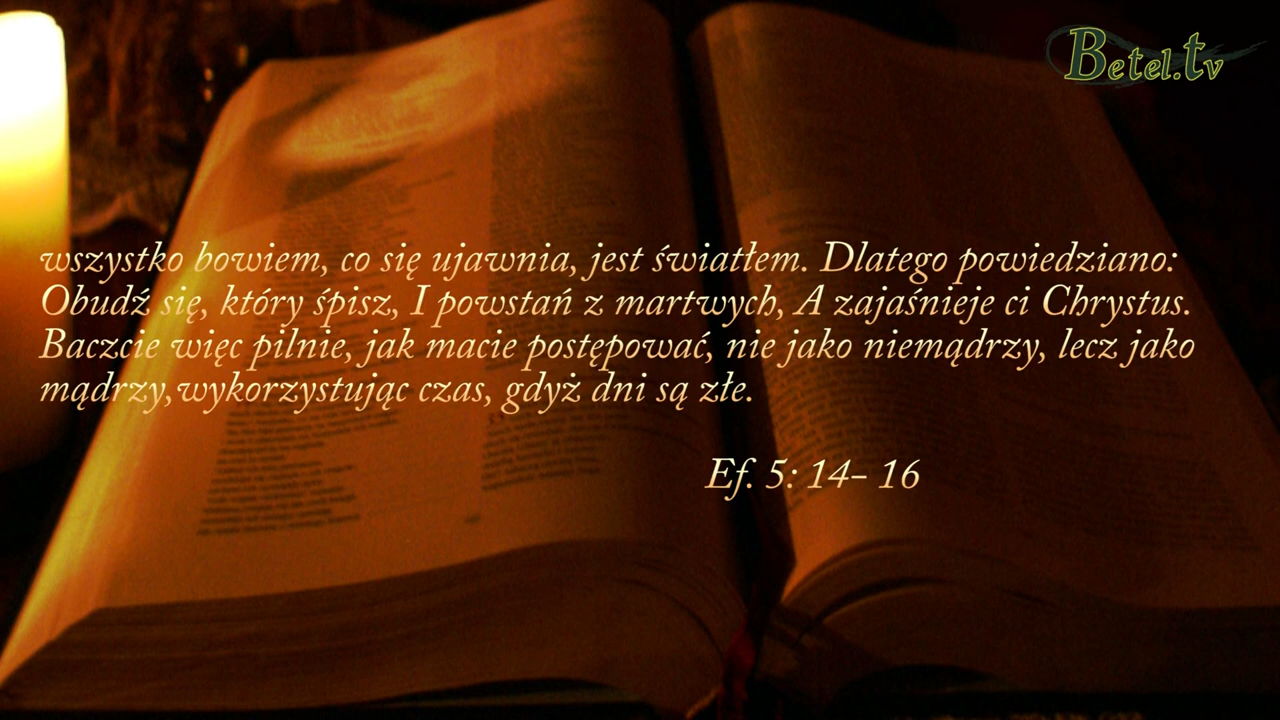 Betel.tv
wszystko bowiem, co się ujawnia, jest światłem. Dlatego powiedziano:
Obudź się, który śpisz, I powstań z martwych, A zajaśnieje ci Chrystus.
Baczcie więc pilnie, jak macie postępować, nie jako niemądrzy, lecz jako
mądrzy,wykorzystując czas, gdyż dni są złe.
Ef. 5: 14– 16